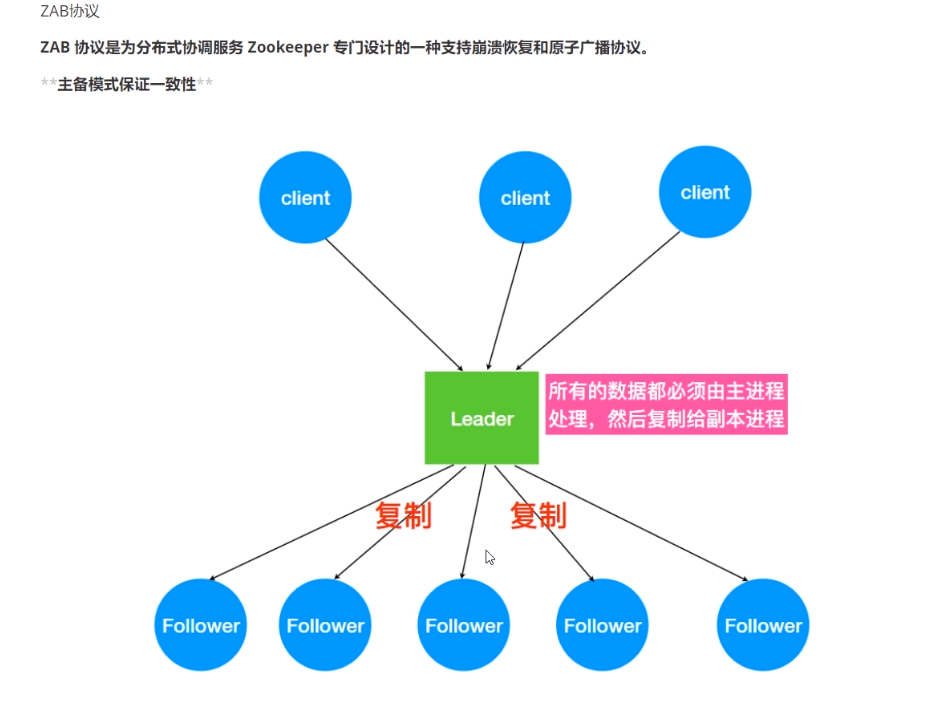 ZAB协议
ZAB 协议是为分布式协调服务 Zookeeper 专门设计的一种支持崩溃恢复和原子广播协议。
**主备模式保证一致性**
client
client
client
Leader
所有的数据都必须由主进程
处理，然后复制给副本进程
复制
复制
Follower
Follower
Follower
Follower
Follower